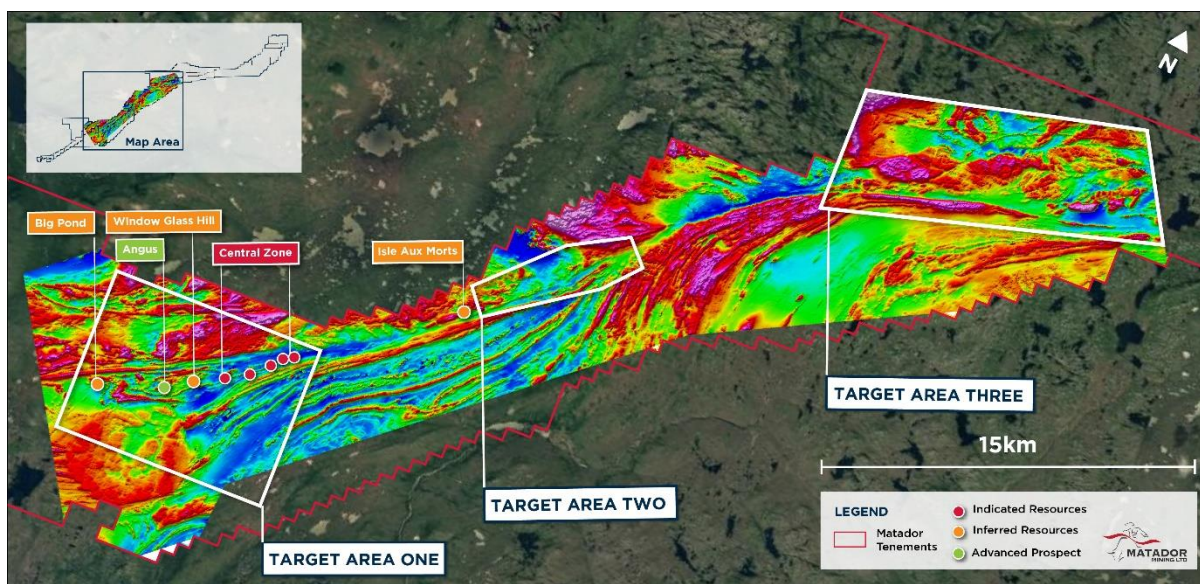 N
Map Area
Big Pond
Window Glass Hill
Angus
Central Zone
Isle Aux Morts
TARGET AREA THREE
15km
TARGET AREA TWO
TARGET AREA ONE
LEGEND
Matador
Tenements
Indicated Resources
Inferred Resources
Advanced Prospect
MATADOR
MINING LTD